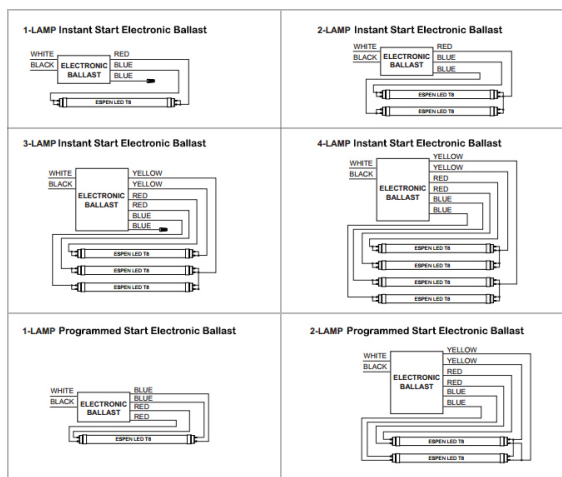 1-LAMP Instant Start Electronic Ballast
WHITE
BLACK
ELECTRONIC
BALLAST
RED
BLUE
BLUE
ESPEN LED T8
2-LAMP Instant Start Electronic Ballast
WHITE
BLACK
ELECTRONIC
BALLAST
RED
BLUE
BLUE
ESPEN LED T8
ESPEN LED T8
3-LAMP Instant Start Electronic Ballast
WHITE
BLACK
ELECTRONIC
BALLAST
YELLOW
YELLOW
RED
RED
BLUE
BLUE
ESPEN LED T8
ESPEN LED T8
ESPEN LED T8
4-LAMP Instant Start Electronic Ballast
WHITE
BLACK
ELECTRONIC
BALLAST
YELLOW
YELLOW
RED
RED
BLUE
BLUE
ESPEN LED T8
ESPEN LED T8
ESPEN LED T8
ESPEN LED T8
1-LAMP Programmed Start Electronic Ballast
WHITE
BLACK
ELECTRONIC
BALLAST
BLUE
BLUE
RED
RED
ESPEN LED T8
2-LAMP Programmed Start Electronic Ballast
WHITE
BLACK
ELECTRONIC
BALLAST
YELLOW
YELLOW
RED
RED
BLUE
BLUE
ESPEN LED T8
ESPEN LED T8